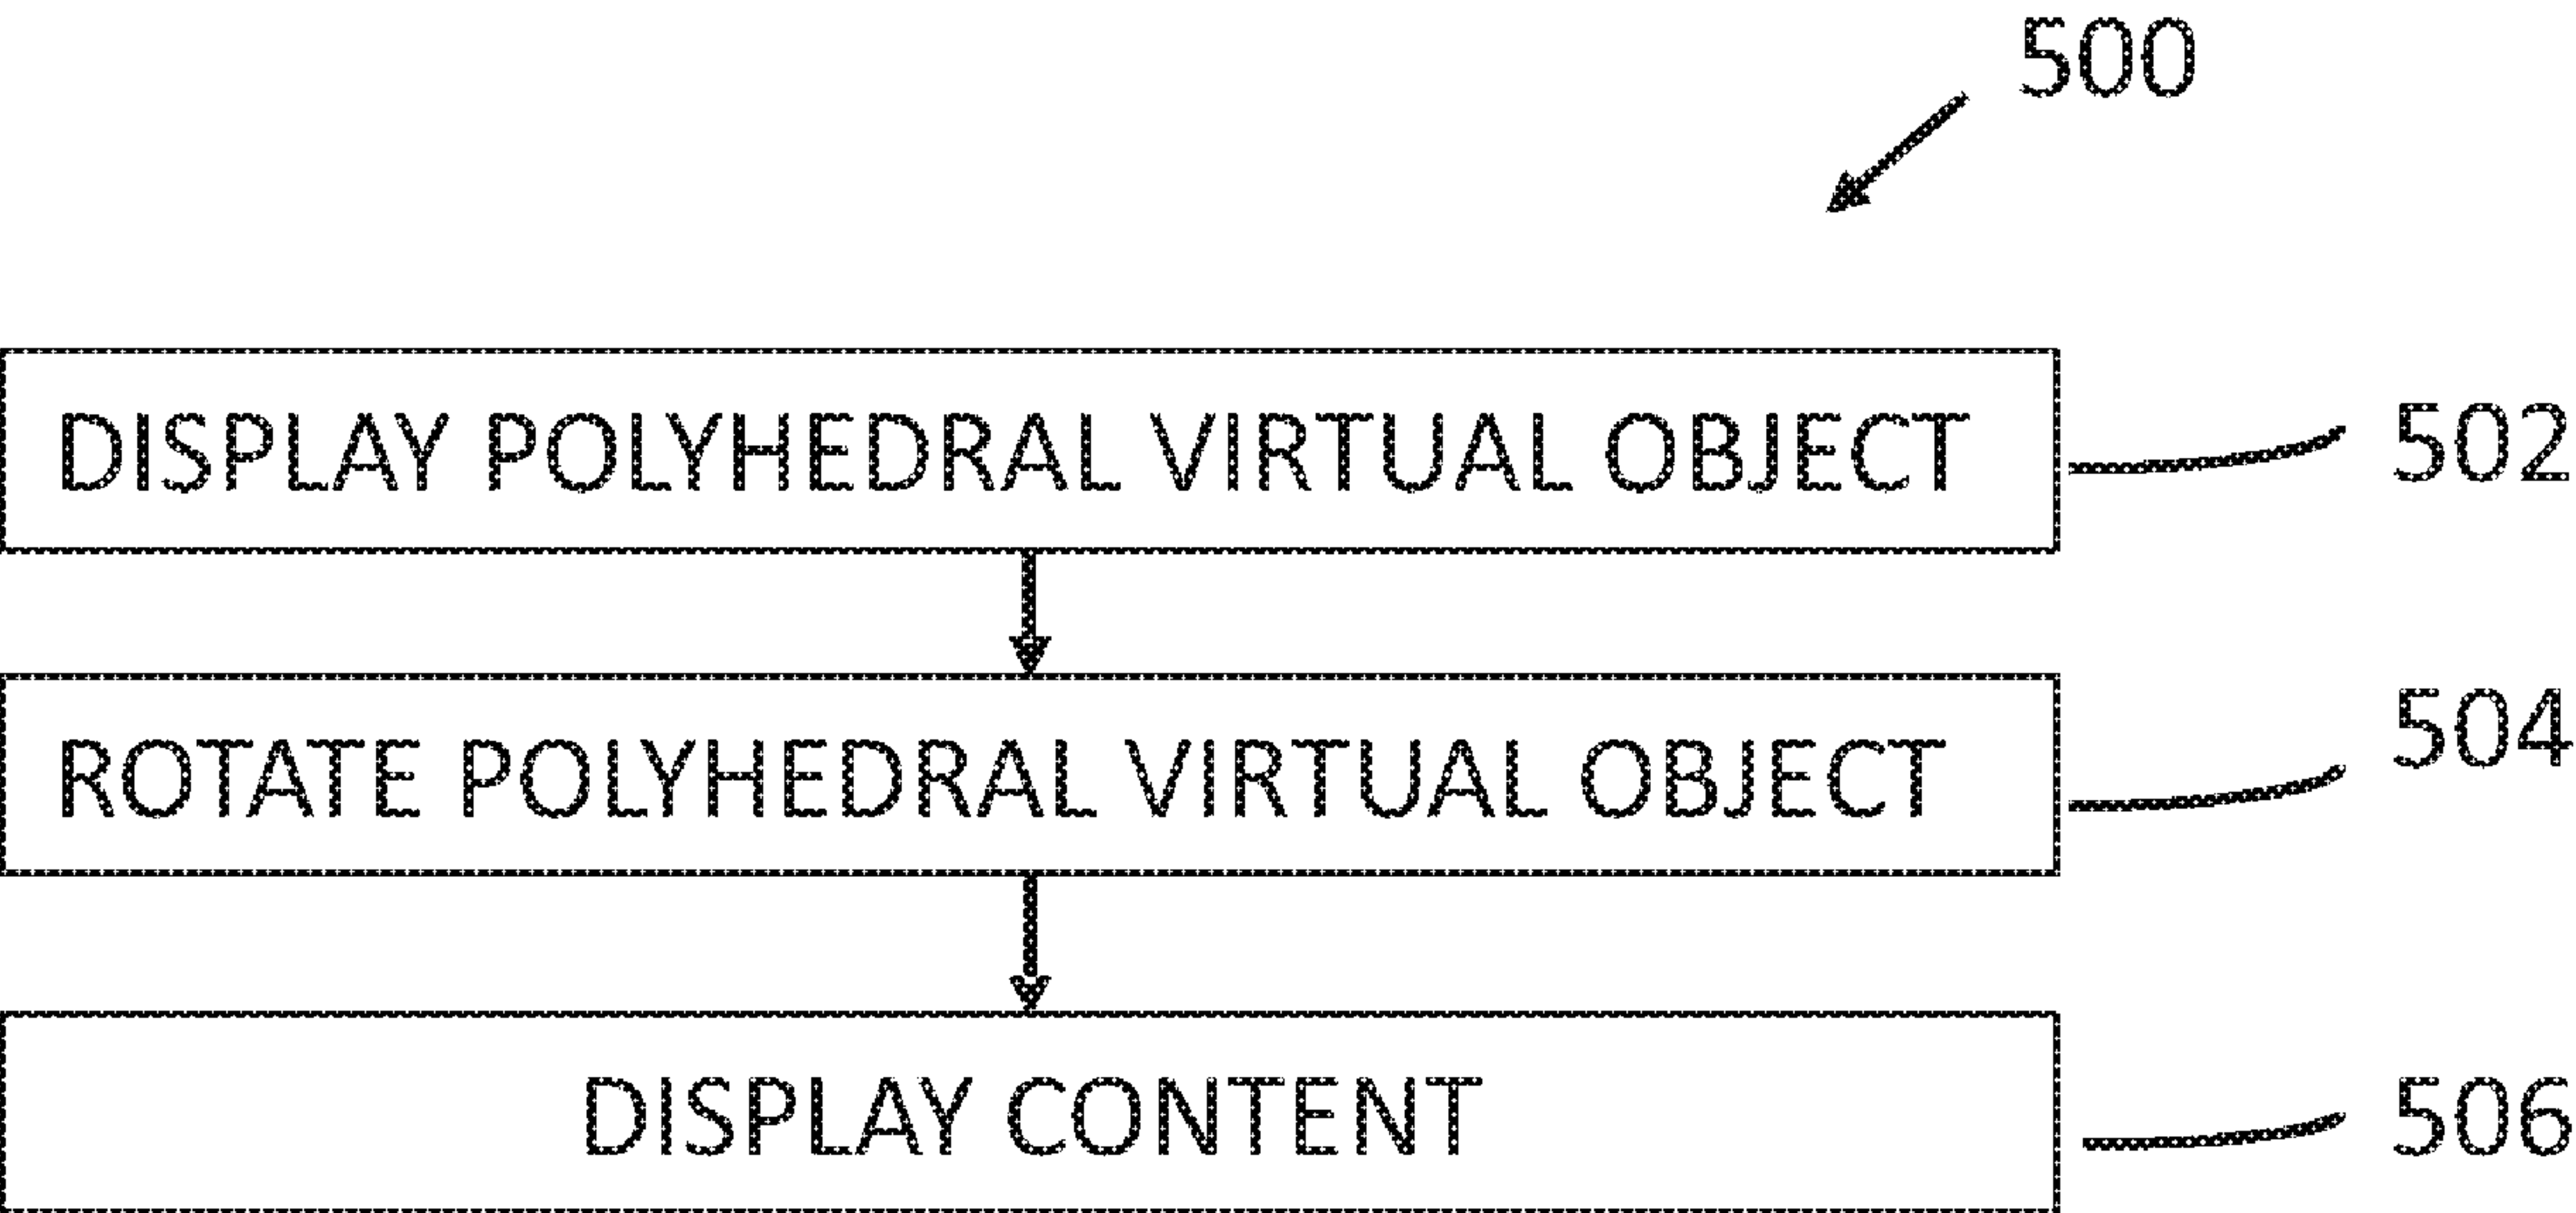 500
DISPLAY POLYHEDRAL VIRTUAL OBJECT
502
ROTATE POLYHEDRAL VIRTUAL OBJECT
504
DISPLAY CONTENT
506